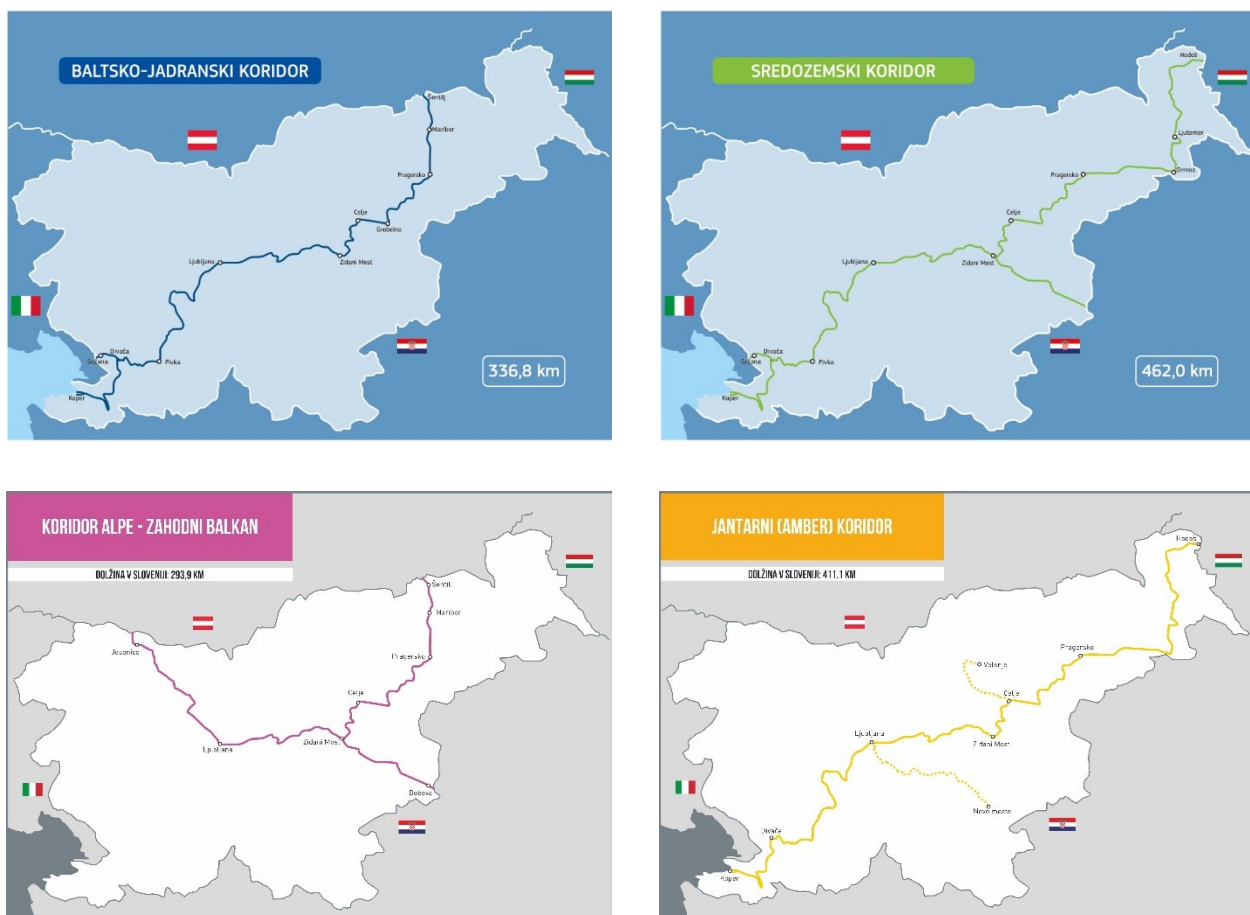 BALTSKO-JADRANSKI KORIDOR
Šentilj
Maribor
Pragersko
Celje
Grobelno
Ljubljana
Zidani Most
Divača
Sežana
Pivka
Koper
336,8 km
SREDOZEMSKI KORIDOR
Hodoš
Ljutomer
Ormož
Pragersko
Celje
Ljubljana
Zidani Most
Divača
Sežana
Pivka
Koper
462,0 km
KORIDOR ALPE - ZAHODNI BALKAN
DOLŽINA V SLOVENIJI: 293,9 KM
Šentilj
Maribor
Jesenice
Pragersko
Celje
Ljubljana
Zidani Most
Dobova
JANTARNI (AMBER) KORIDOR
DOLŽINA V SLOVENIJI: 411,1 KM
Hodoš
Pragersko
Velenje
Celje
Ljubljana
Zidani Most
Novo mesto
Divača
Koper